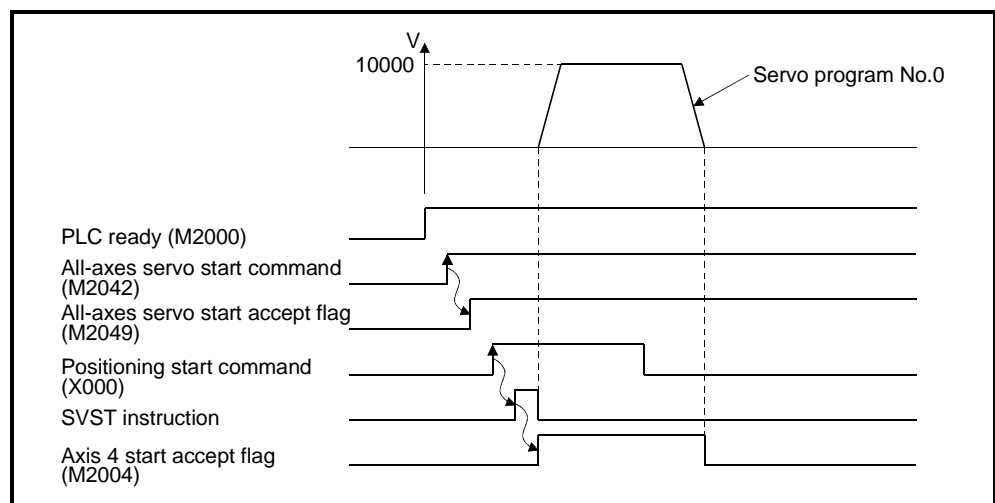 V
10000
Servo program No.0
PLC ready (M2000)
All-axes servo start command
(M2042)
All-axes servo start accept flag
(M2049)
Positioning start command
(X000)
SVST instruction
Axis 4 start accept flag
(M2004)